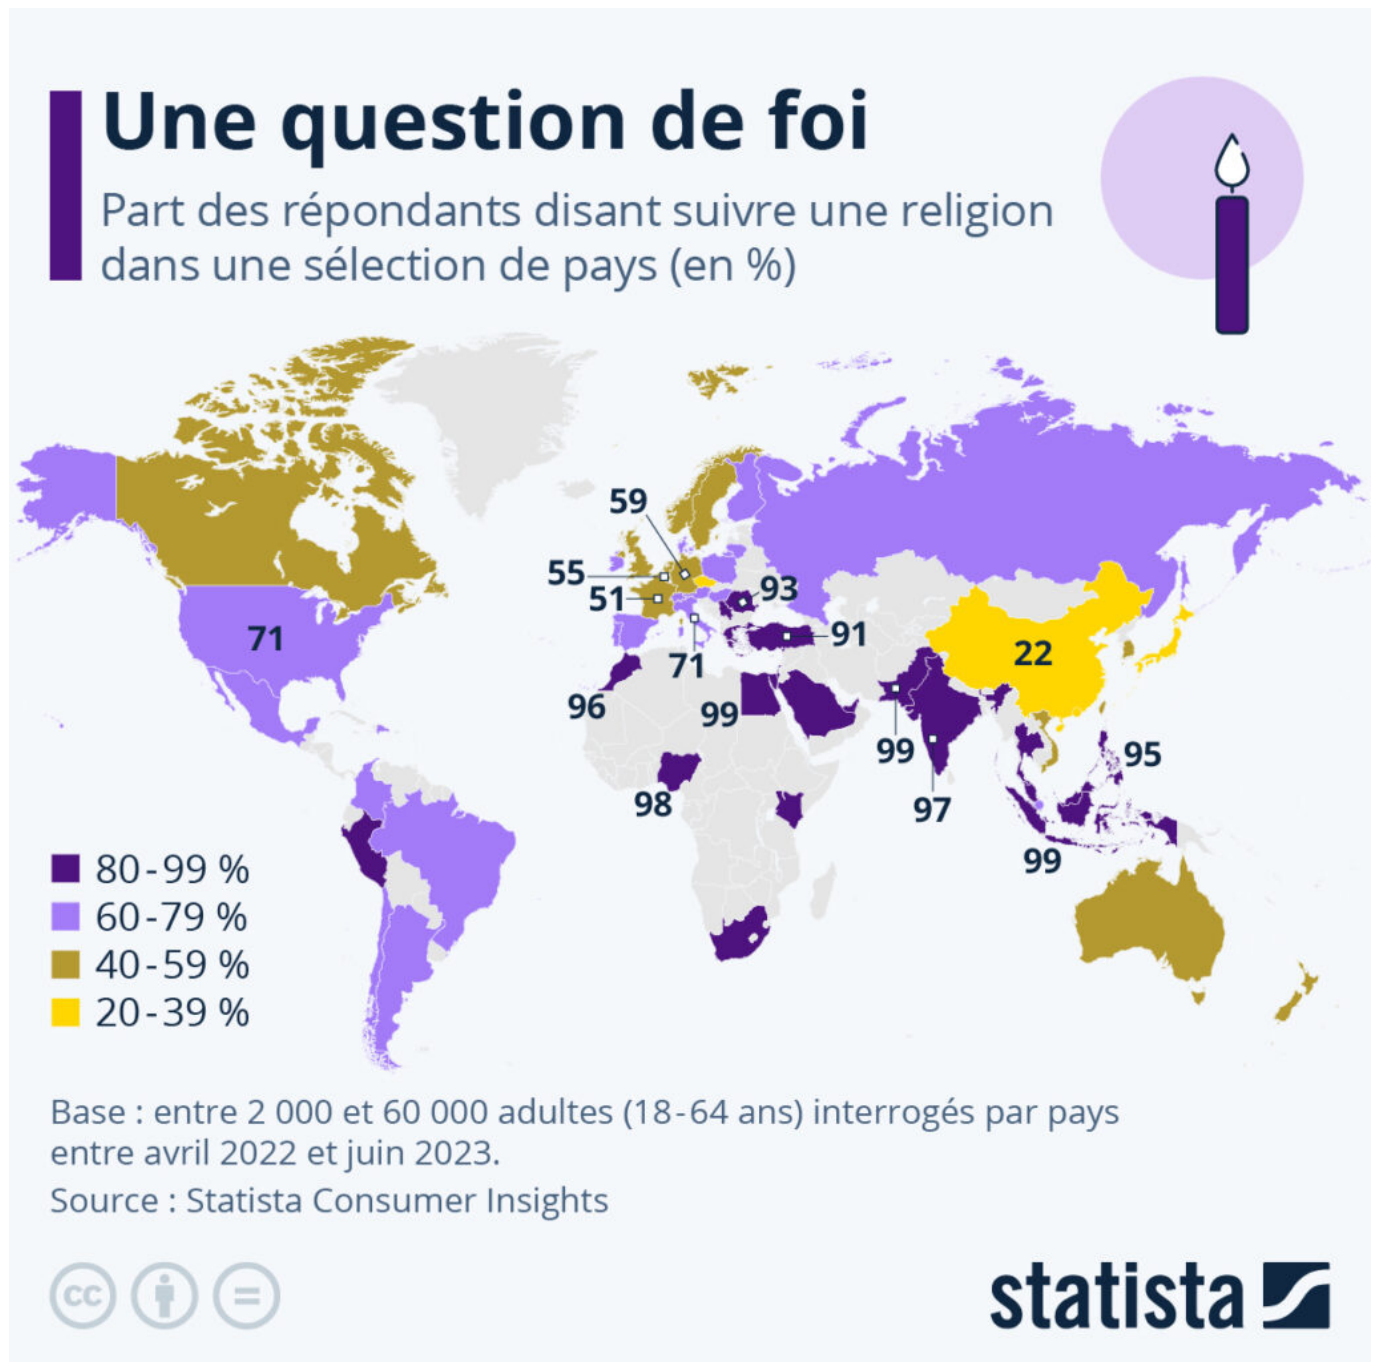 Une question de foi
Part des répondants disant suivre une religion
dans une sélection de pays (en %)
59
55
51
93
91
71
71
22
96
99
99
95
98
97
99
80-99 %
60-79 %
40-59 %
20-39 %
Base : entre 2 000 et 60 000 adultes (18-64 ans) interrogés par pays
entre avril 2022 et juin 2023.
Source : Statista Consumer Insights
cc
=
statista